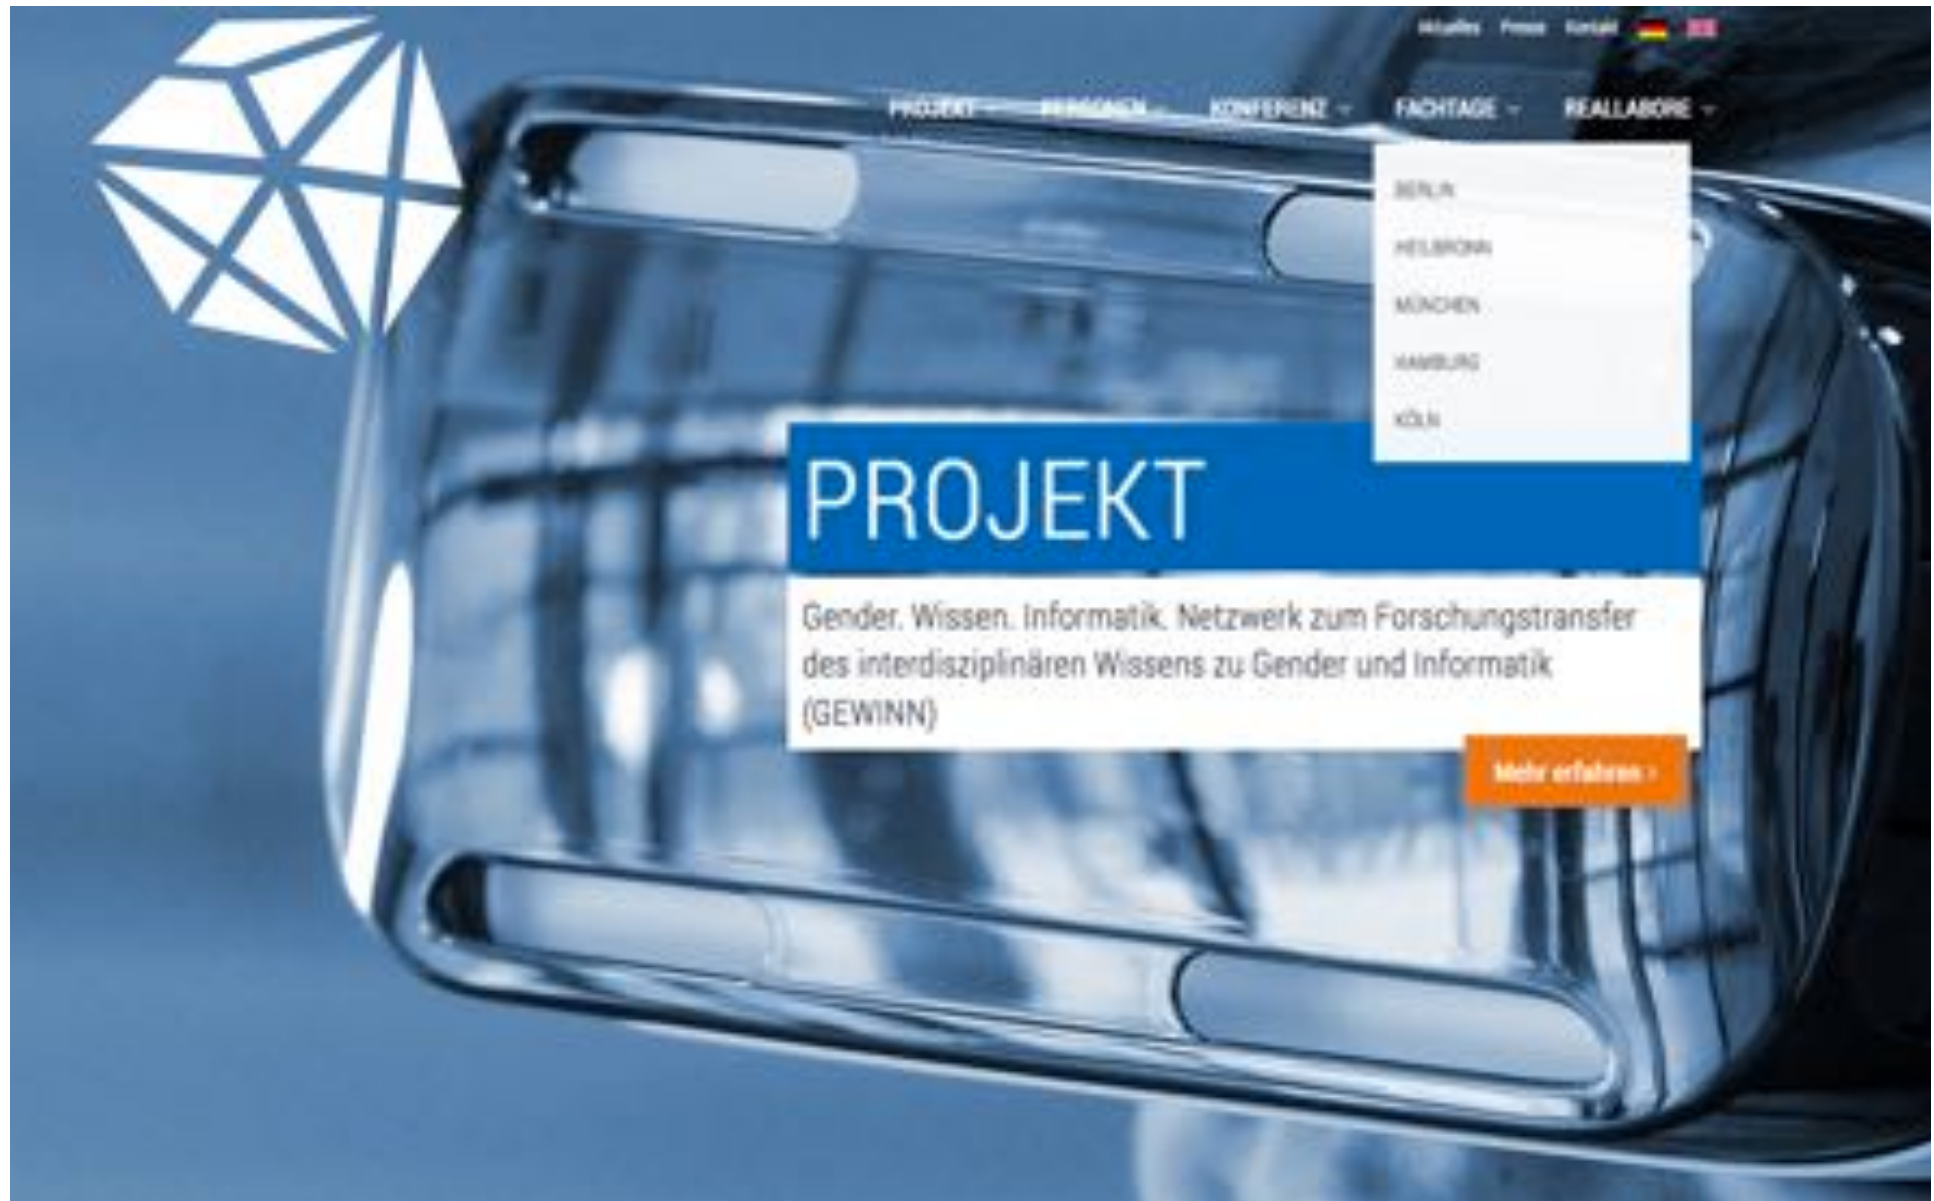 Aktuelles Presse Kontakt
PROJEKT PERSONEN KONFERENZ FACHTAGE REALLABORE
BERLIN
HEILBRONN
MÜNCHEN
HAMBURG
KÖLN
PROJEKT
Gender. Wissen. Informatik. Netzwerk zum Forschungstransfer
des interdisziplinären Wissens zu Gender und Informatik
(GEWINN)
Mehr erfahren ›